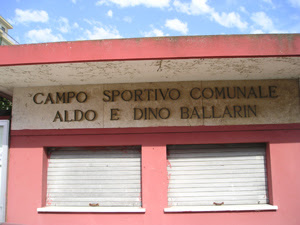 CAMPO SPORTIVO COMUNALE
ALDO E DINO BALLARIN